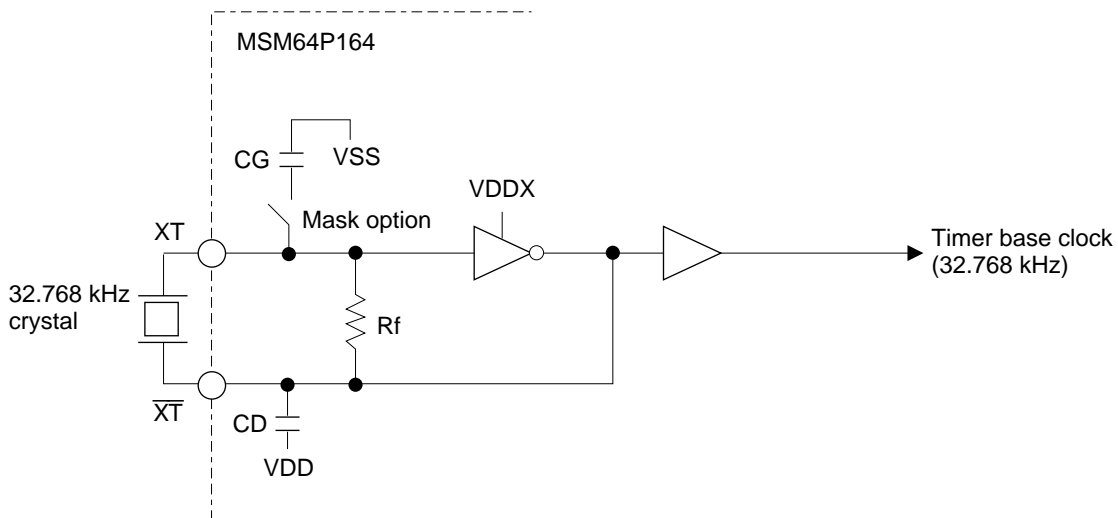 MSM64P164
CG
VSS
VDDX
Mask option
XT
Timer base clock
(32.768 kHz)
32.768 kHz
crystal
Rf
XT
CD
VDD